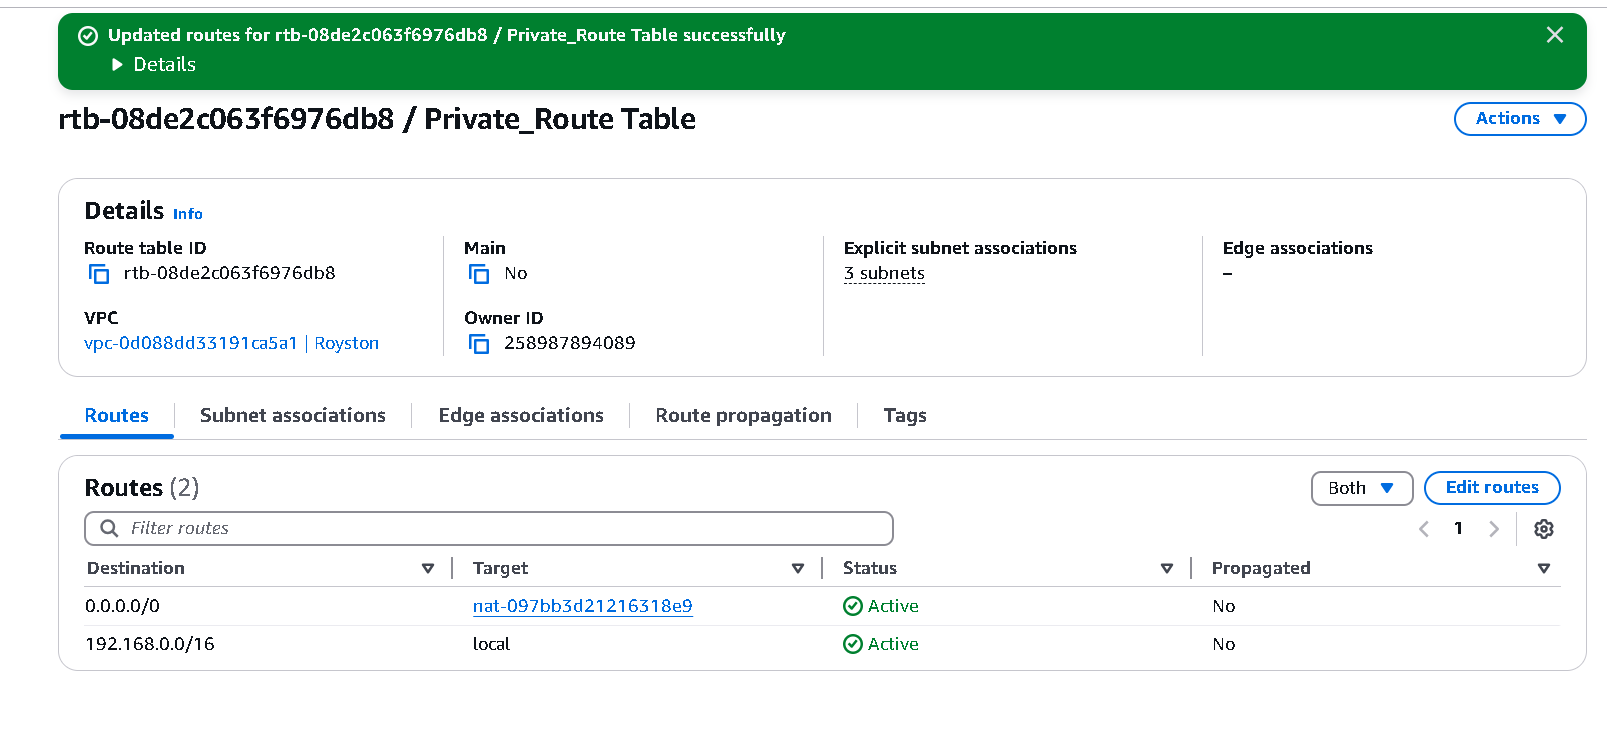 Updated routes for rtb-08de2c063f6976db8 / Private_Route Table successfully
Details
rtb-08de2c063f6976db8 / Private_Route Table
Actions
Details Info
Route table ID
rtb-08de2c063f6976db8
Main
No
Explicit subnet associations
3 subnets
Edge associations
–
VPC
vpc-0d088dd33191ca5a1 | Royston
Owner ID
258987894089
Routes
Subnet associations
Edge associations
Route propagation
Tags
Routes (2)
Both
Edit routes
Filter routes
1
Destination Target Status Propagated
0.0.0.0/0 nat-097bb3d21216318e9 Active No
192.168.0.0/16 local Active No